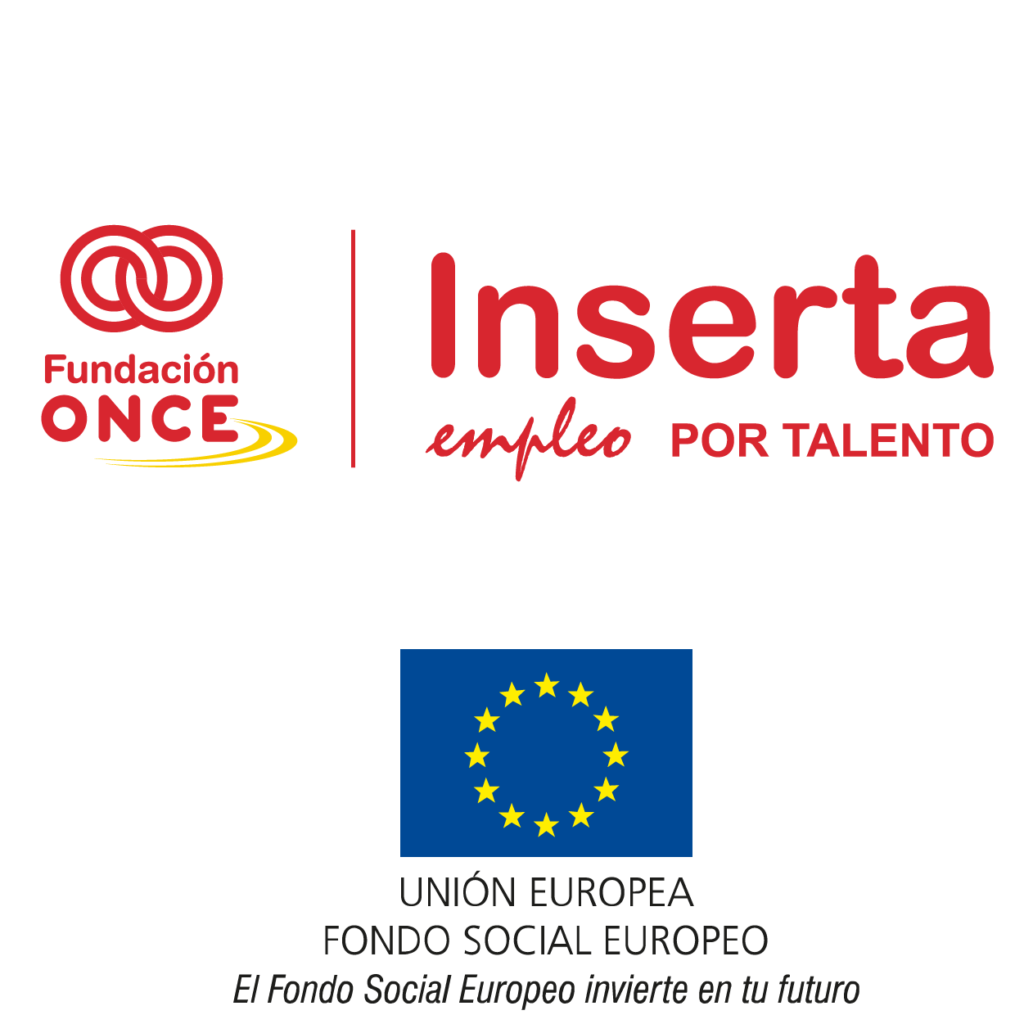 Fundación
ONCE
Inserta
empleo POR TALENTO
UNIÓN EUROPEA
FONDO SOCIAL EUROPEO
El Fondo Social Europeo invierte en tu futuro